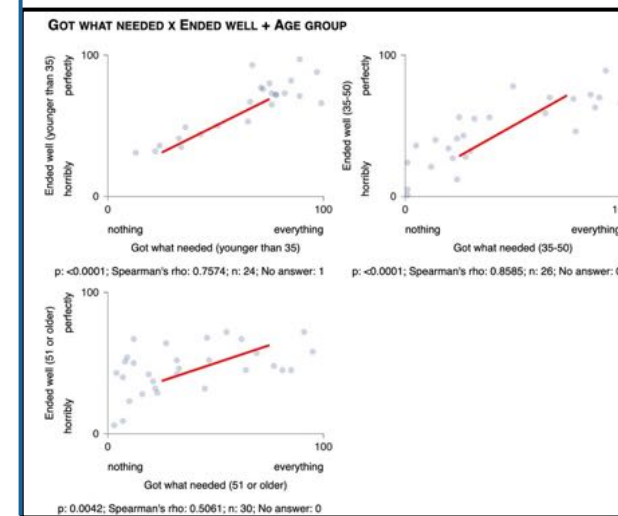 GOT WHAT NEEDED X ENDED WELL + AGE GROUP
Ended well (younger than 35)
horribly perfectly
100
0
0 100
nothing everything
Got what needed (younger than 35)
p: <0.0001; Spearman's rho: 0.7574; n: 24; No answer: 1
Ended well (35-50)
horribly perfectly
100
0
0
nothing everything
Got what needed (35-50)
p: <0.0001; Spearman's rho: 0.8585; n: 26; No answer:
Ended well (51 or older)
horribly perfectly
100
0
0 100
nothing everything
Got what needed (51 or older)
p: 0.0042; Spearman's rho: 0.5061; n: 30; No answer: 0